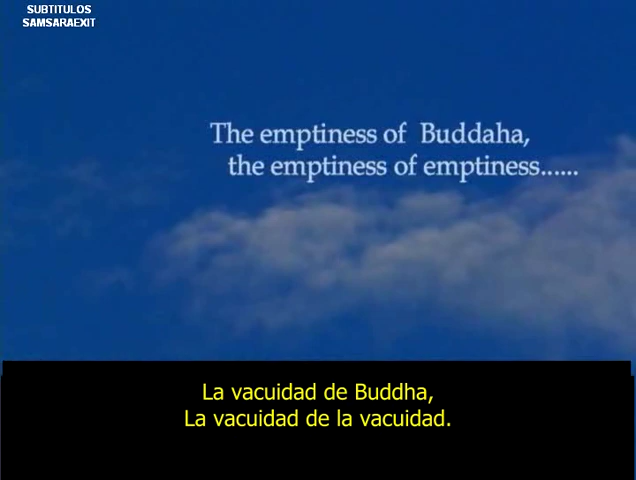 SUBTITULOS
SAMSARAEXIT
The emptiness of Buddaha,
the emptiness of emptiness......
La vacuidad de Buddha,
La vacuidad de la vacuidad.